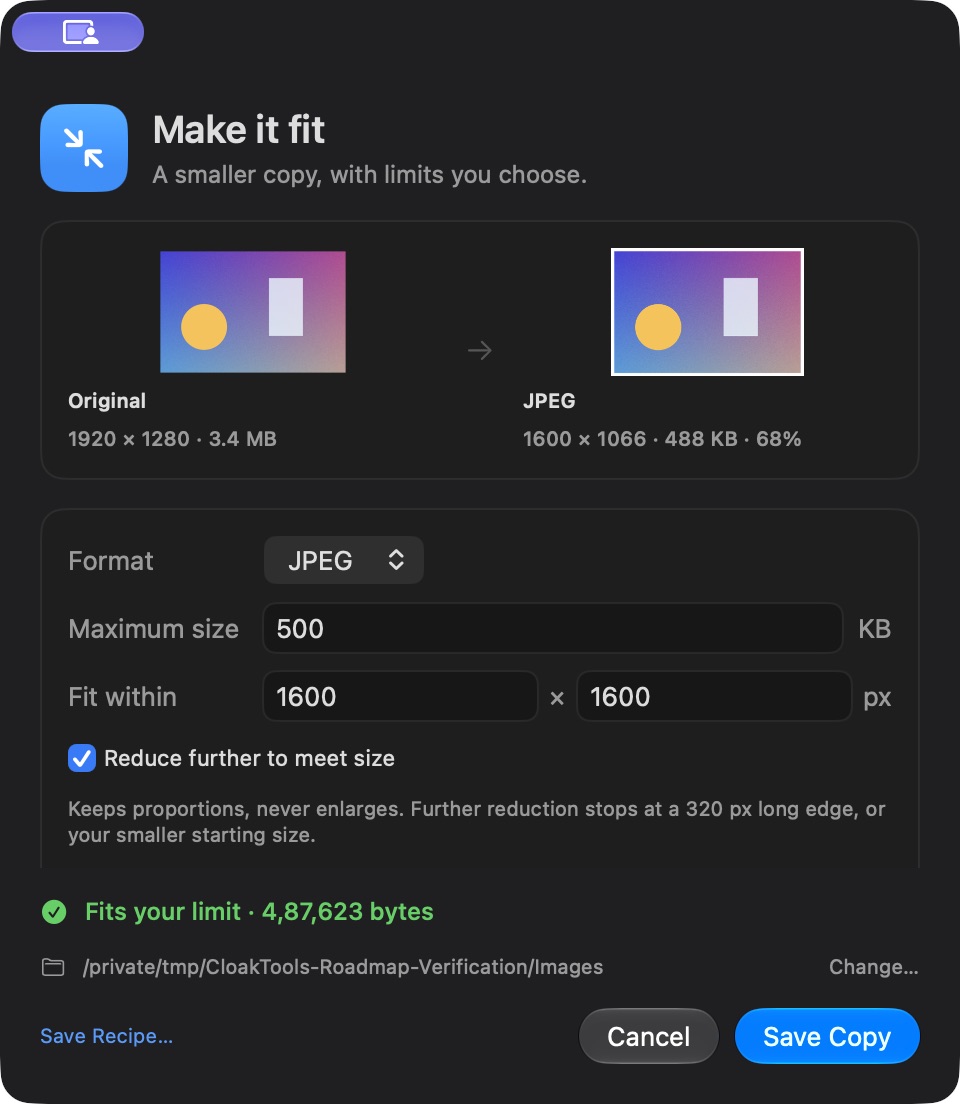 Make it fit
A smaller copy, with limits you choose.
Original
1920 × 1280 · 3.4 MB
JPEG
1600 × 1066 · 488 KB · 68%
Format
JPEG
Maximum size
500
KB
Fit within
1600
×
1600
px
Reduce further to meet size
Keeps proportions, never enlarges. Further reduction stops at a 320 px long edge, or
your smaller starting size.
Fits your limit · 4,87,623 bytes
/private/tmp/CloakTools-Roadmap-Verification/Images
Change...
Save Recipe...
Cancel
Save Copy